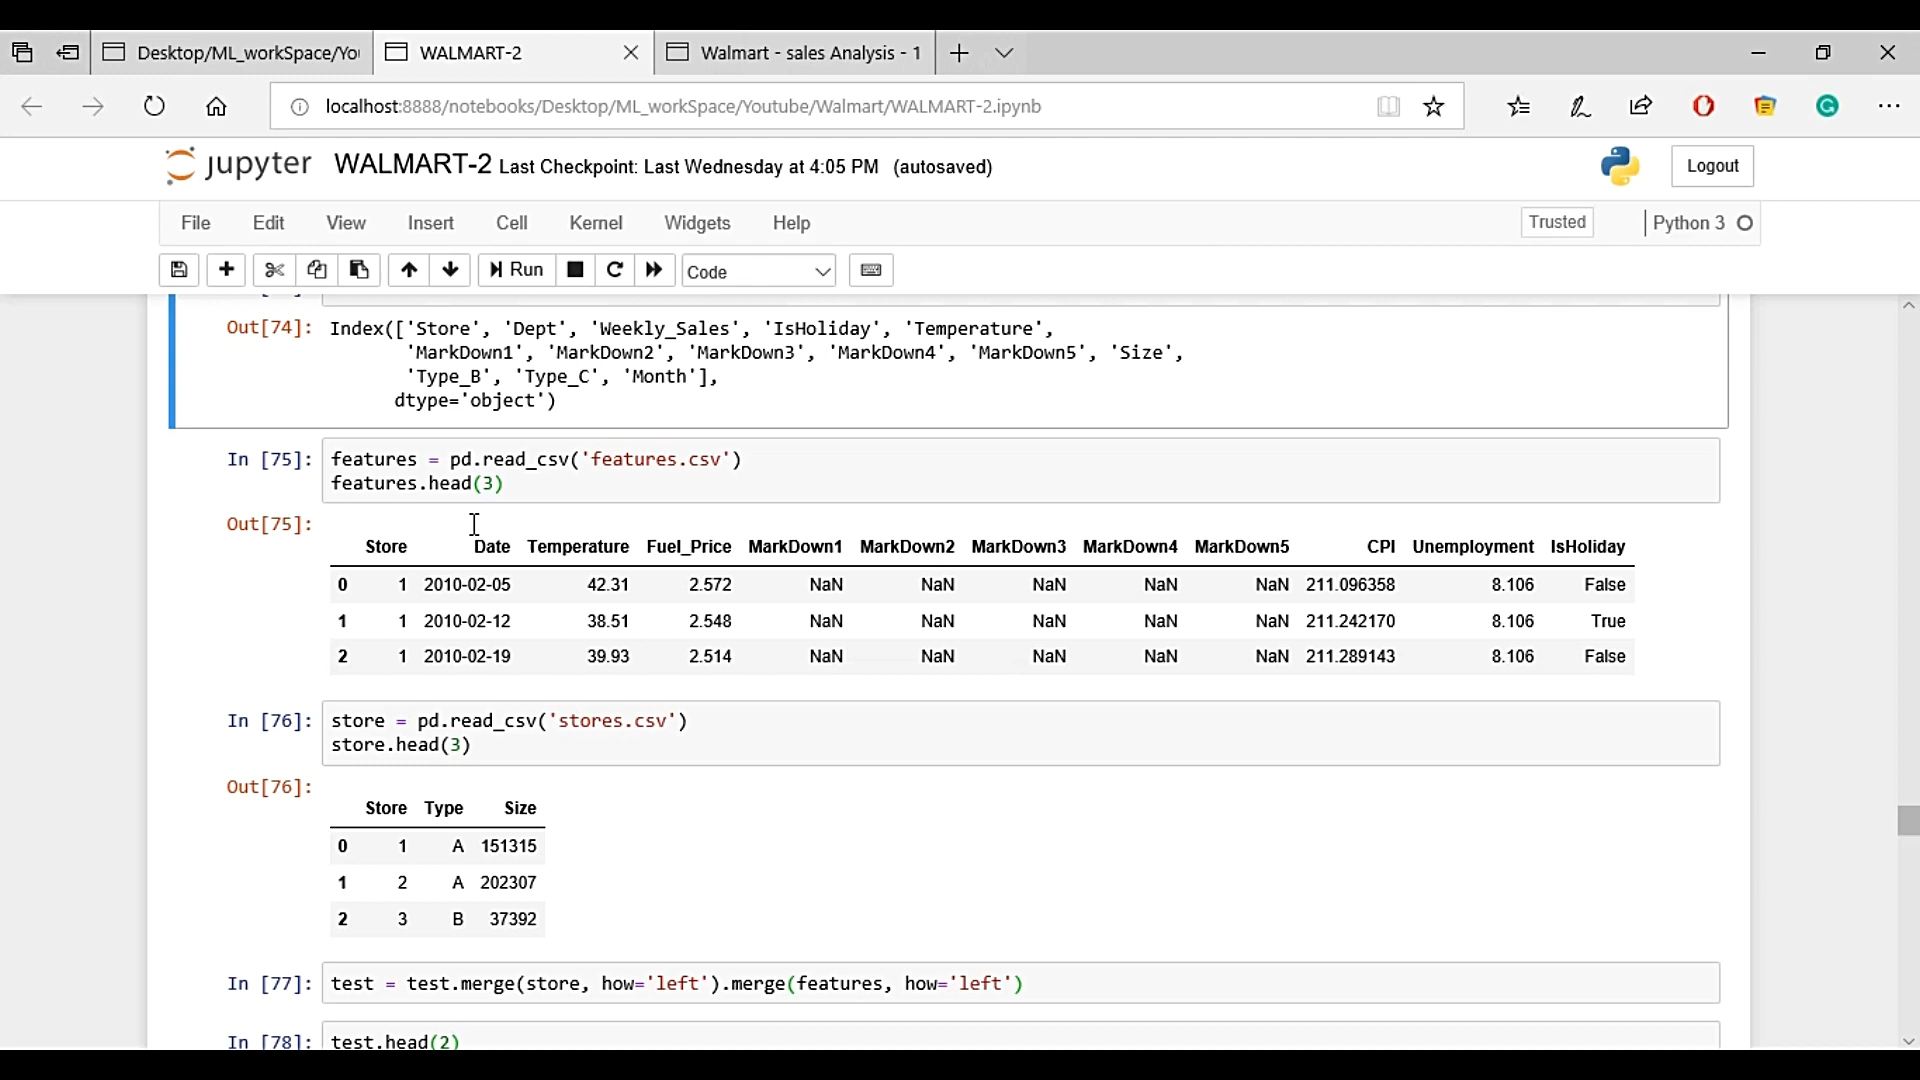 Desktop/ML_workSpace/You
WALMART-2
Walmart - sales Analysis - 1
localhost:8888/notebooks/Desktop/ML_workSpace/Youtube/Walmart/WALMART-2.ipynb
jupyter WALMART-2 Last Checkpoint: Last Wednesday at 4:05 PM (autosaved)
Logout
File Edit View Insert Cell Kernel Widgets Help Trusted Python 3
Run Code
Out[74]: Index(['Store', 'Dept', 'Weekly_Sales', 'IsHoliday', 'Temperature',
'MarkDown1', 'MarkDown2', 'MarkDown3', 'MarkDown4', 'MarkDown5', 'Size',
'Type_B', 'Type_C', 'Month'],
dtype='object')
In [75]: features = pd.read_csv('features.csv')
features.head(3)
Out[75]:
Store Date Temperature Fuel_Price MarkDown1 MarkDown2 MarkDown3 MarkDown4 MarkDown5 CPI Unemployment IsHoliday
0 1 2010-02-05 42.31 2.572 NaN NaN NaN NaN NaN 211.096358 8.106 False
1 1 2010-02-12 38.51 2.548 NaN NaN NaN NaN NaN 211.242170 8.106 True
2 1 2010-02-19 39.93 2.514 NaN NaN NaN NaN NaN 211.289143 8.106 False
In [76]: store = pd.read_csv('stores.csv')
store.head(3)
Out[76]:
Store Type Size
0 1 A 151315
1 2 A 202307
2 3 B 37392
In [77]: test = test.merge(store, how='left').merge(features, how='left')
In [78]: test.head(2)